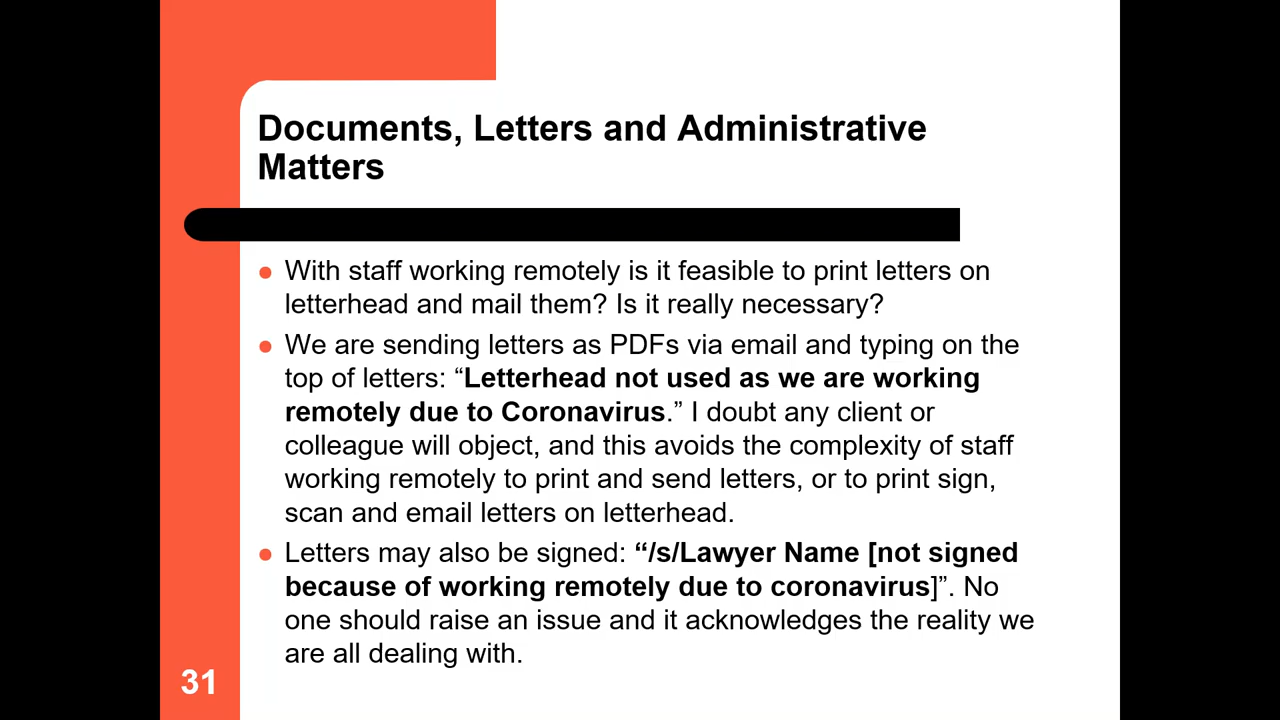 Documents, Letters and Administrative
Matters
● With staff working remotely is it feasible to print letters on
letterhead and mail them? Is it really necessary?
● We are sending letters as PDFs via email and typing on the
top of letters: “Letterhead not used as we are working
remotely due to Coronavirus.” I doubt any client or
colleague will object, and this avoids the complexity of staff
working remotely to print and send letters, or to print sign,
scan and email letters on letterhead.
● Letters may also be signed: “/s/Lawyer Name [not signed
because of working remotely due to coronavirus]”. No
one should raise an issue and it acknowledges the reality we
are all dealing with.
31